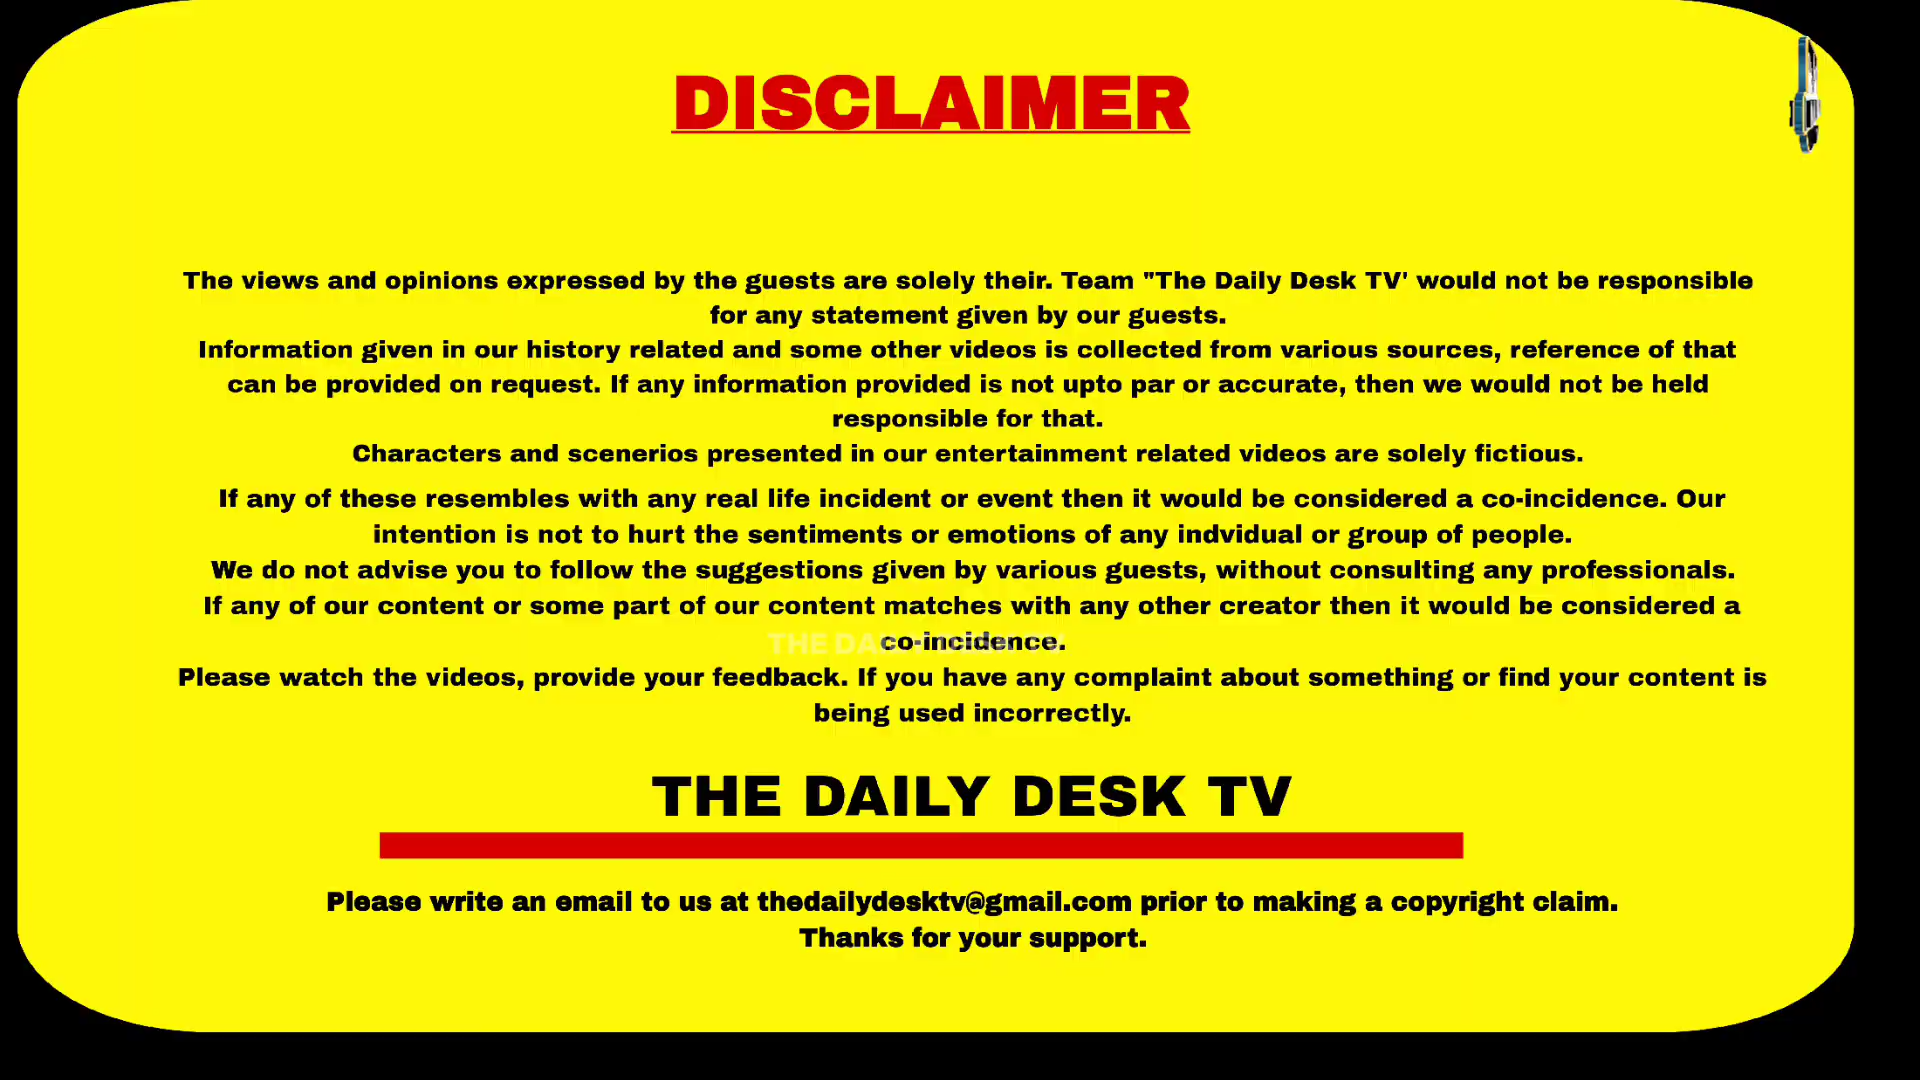 DISCLAIMER
The views and opinions expressed by the guests are solely their. Team "The Daily Desk TV' would not be responsible
for any statement given by our guests.
Information given in our history related and some other videos is collected from various sources, reference of that
can be provided on request. If any information provided is not upto par or accurate, then we would not be held
responsible for that.
Characters and scenerios presented in our entertainment related videos are solely fictious.
If any of these resembles with any real life incident or event then it would be considered a co-incidence. Our
intention is not to hurt the sentiments or emotions of any indvidual or group of people.
We do not advise you to follow the suggestions given by various guests, without consulting any professionals.
If any of our content or some part of our content matches with any other creator then it would be considered a
co-incidence.
THE DAILY DESK TV
Please watch the videos, provide your feedback. If you have any complaint about something or find your content is
being used incorrectly.
THE DAILY DESK TV
Please write an email to us at thedailydesktv@gmail.com prior to making a copyright claim.
Thanks for your support.